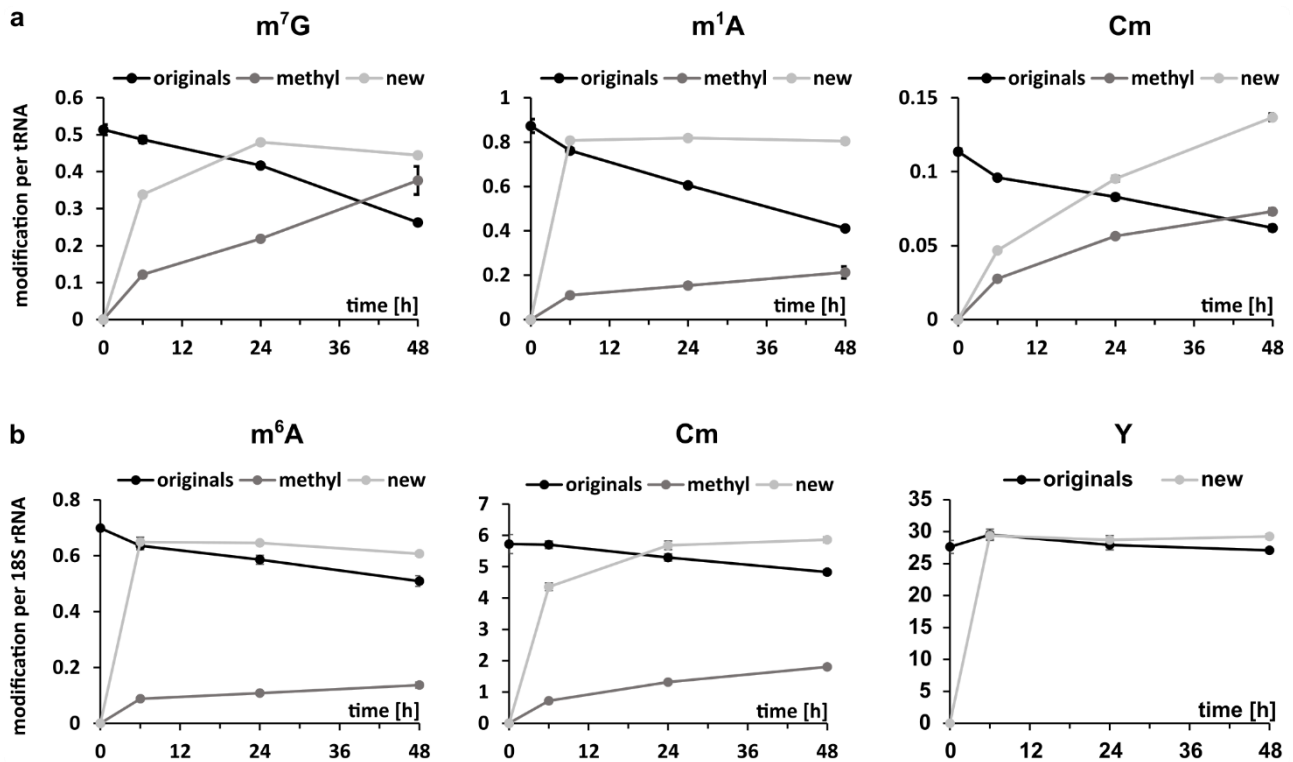 a
m⁷G
m¹A
Cm
originals methyl new
originals methyl new
originals methyl new
modification per tRNA
0.6
0.5
0.4
0.3
0.2
0.1
0
time [h]
0 12 24 36 48
1
0.8
0.6
0.4
0.2
0
time [h]
0 12 24 36 48
0.15
0.1
0.05
0
time [h]
0 12 24 36 48
b
m⁶A
Cm
Y
originals methyl new
originals methyl new
originals new
modification per 18S rRNA
0.8
0.6
0.4
0.2
0
time [h]
0 12 24 36 48
7
6
5
4
3
2
1
0
time [h]
0 12 24 36 48
35
30
25
20
15
10
5
0
time [h]
0 12 24 36 48